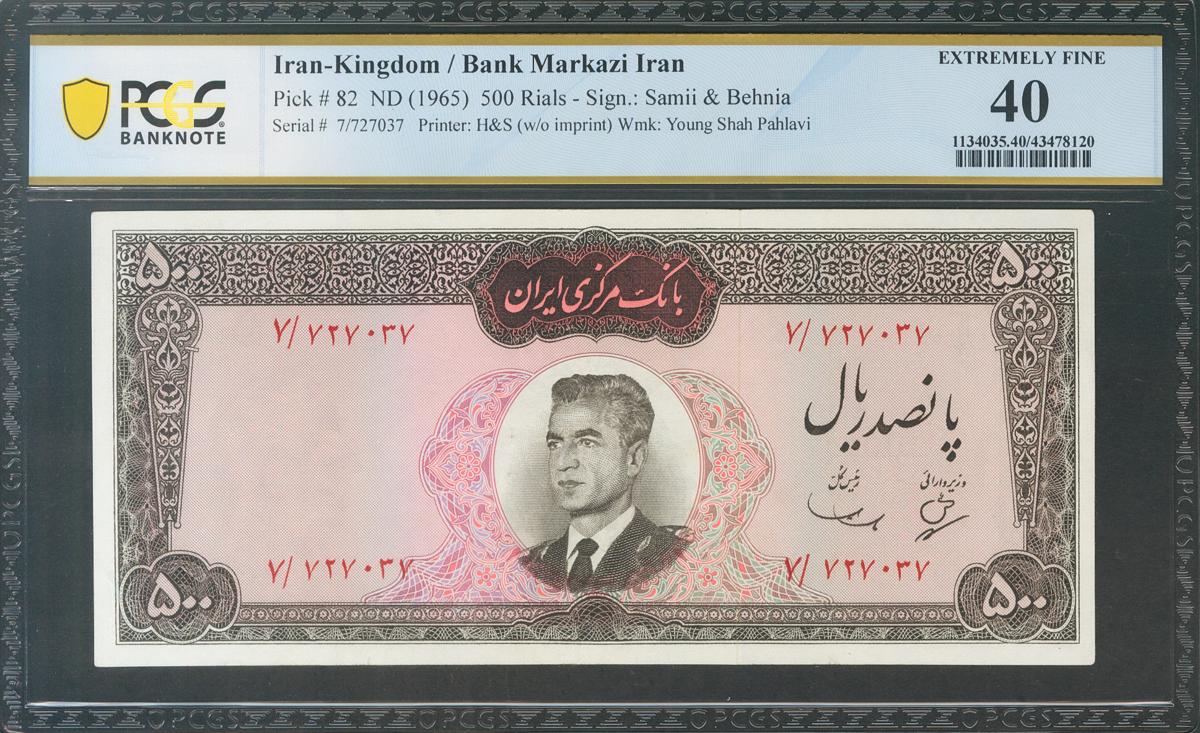 PCGS
BANKNOTE
Iran-Kingdom / Bank Markazi Iran
Pick # 82 ND (1965) 500 Rials - Sign.: Samii & Behnia
Serial # 7/727037 Printer: H&S (w/o imprint) Wmk: Young Shah Pahlavi
EXTREMELY FINE
40
1134035.40/43478120
۵۰۰
بانک مرکزی ایران
۵۰۰
۷/۷۲۷۰۳۷
۷/۷۲۷۰۳۷
پانصد ریال
وزیر دارائی
رئیس کل
۷/۷۲۷۰۳۷
۷/۷۲۷۰۳۷
۵۰۰
۵۰۰